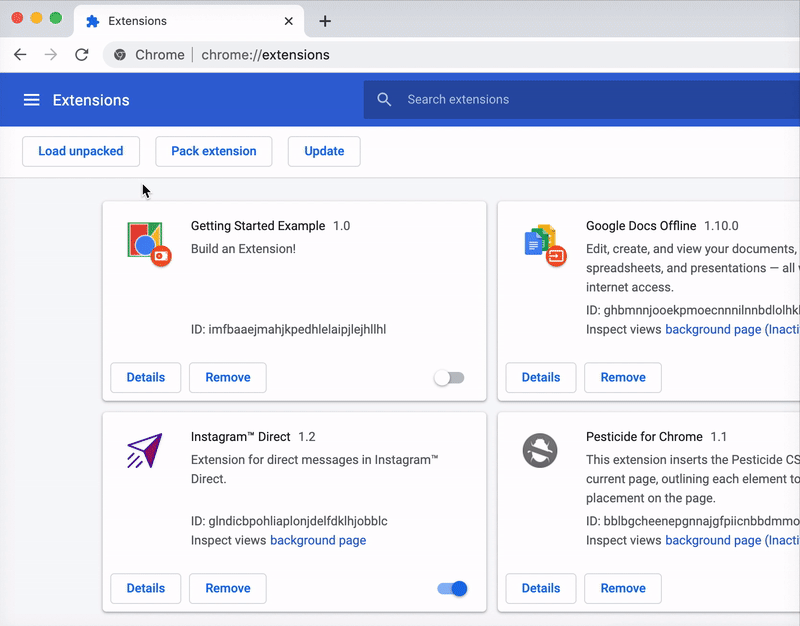 Extensions
Chrome | chrome://extensions
Extensions
Search extensions
Load unpacked
Pack extension
Update
Getting Started Example 1.0
Build an Extension!
ID: imfbaaejmahjkpedhlelaipjlejhllhl
Details
Remove
Google Docs Offline 1.10.0
Edit, create, and view your documents,
spreadsheets, and presentations — all
internet access.
ID:
Inspect views background page
Details
Remove
Instagram™ Direct 1.2
Extension for direct messages in Instagram™
Direct.
ID: glndicbpohliaplonjdelfdklhjobblc
Inspect views background page
Details
Remove
Pesticide for Chrome 1.1
This extension inserts the Pesticide
current page, outlining each element to
placement on the page.
ID:
Inspect views background page
Details
Remove